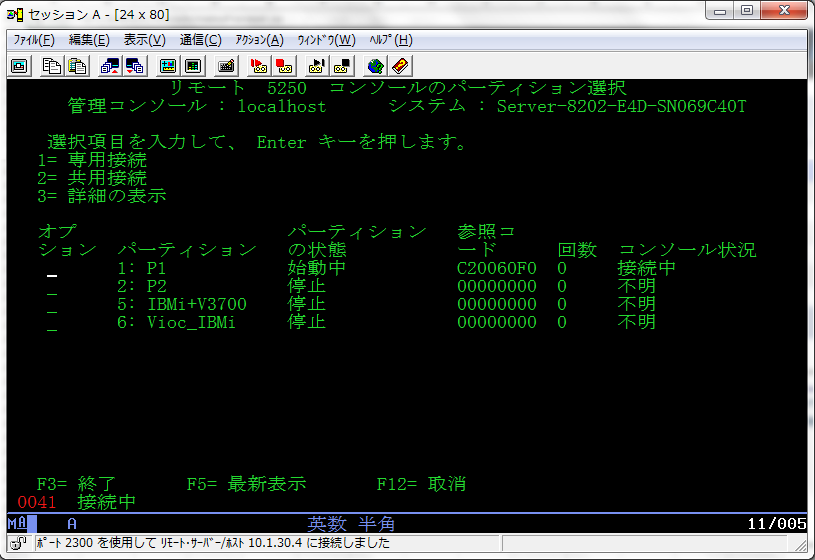 セッション A - [24 x 80]
ﾌｧｲﾙ(F) 編集(E) 表示(V) 通信(C) ｱｸｼｮﾝ(A) ｳｨﾝﾄﾞｳ(W) ﾍﾙﾌﾟ(H)
リモート 5250 コンソールのパーティション選択
管理コンソール : localhost システム : Server-8202-E4D-SN069C40T
選択項目を入力して、 Enter キーを押します。
1= 専用接続
2= 共用接続
3= 詳細の表示
オプ パーティション 参照コ
ション パーティション の状態 ード 回数 コンソール状況
_ 1: P1 始動中 C20060F0 0 接続中
_ 2: P2 停止 00000000 0 不明
_ 5: IBMi+V3700 停止 00000000 0 不明
_ 6: Vioc_IBMi 停止 00000000 0 不明
F3= 終了 F5= 最新表示 F12= 取消
0041 接続中
MA A 英数 半角 11/005
ﾎﾟｰﾄ 2300 を使用して ﾘﾓｰﾄ･ｻｰﾊﾞｰ/ﾎｽﾄ 10.1.30.4 に接続しました